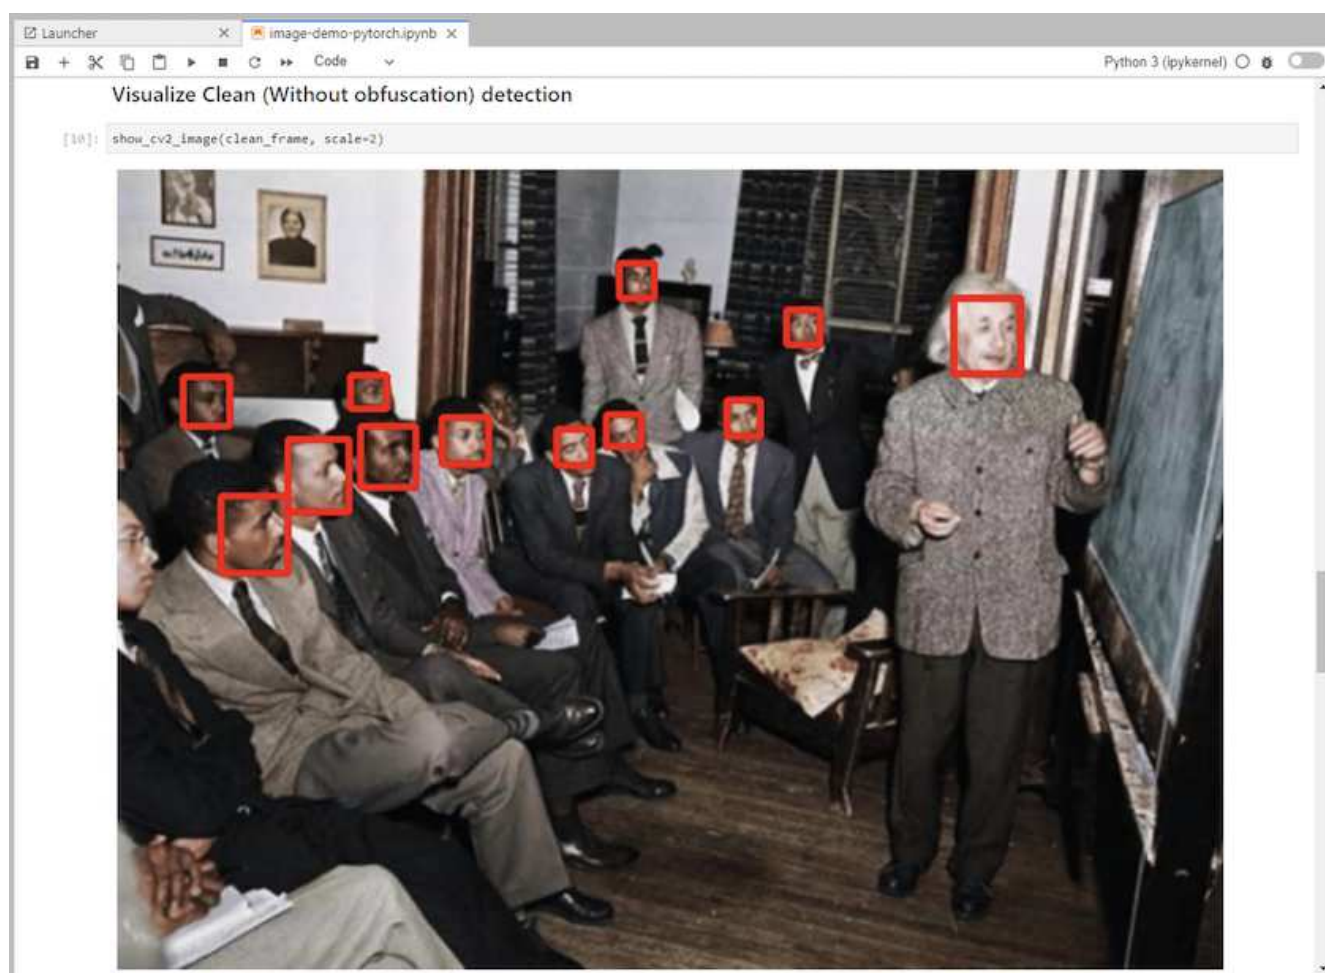 Launcher
image-demo-pytorch.ipynb
Code
Python 3 (ipykernel)
Visualize Clean (Without obfuscation) detection
[10]: show_cv2_image(clean_frame, scale=2)